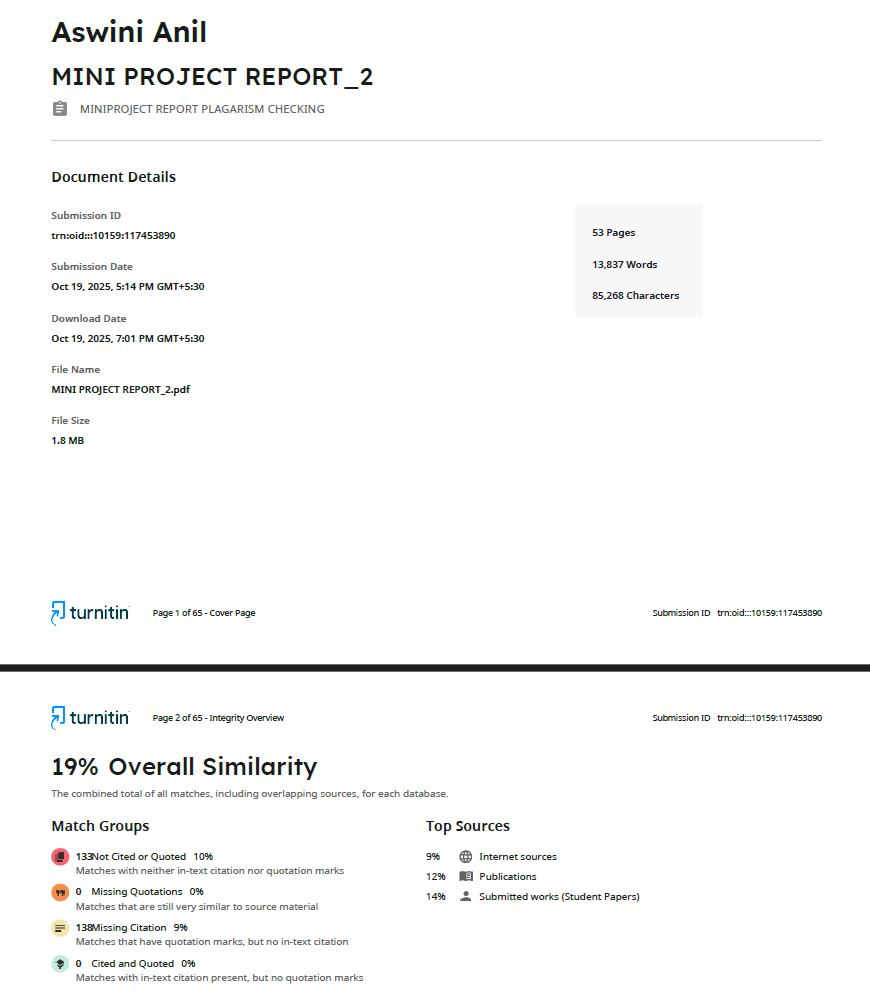 Aswini Anil
MINI PROJECT REPORT_2
MINIPROJECT REPORT PLAGARISM CHECKING
Document Details
Submission ID
trn:oid:::10159:117453890
Submission Date
Oct 19, 2025, 5:14 PM GMT+5:30
Download Date
Oct 19, 2025, 7:01 PM GMT+5:30
File Name
MINI PROJECT REPORT_2.pdf
File Size
1.8 MB
53 Pages
13,837 Words
85,268 Characters
turnitin Page 1 of 65 - Cover Page Submission ID trn:oid:::10159:117453890
turnitin Page 2 of 65 - Integrity Overview Submission ID trn:oid:::10159:117453890
19% Overall Similarity
The combined total of all matches, including overlapping sources, for each database.
Match Groups
133Not Cited or Quoted 10%
Matches with neither in-text citation nor quotation marks
0 Missing Quotations 0%
Matches that are still very similar to source material
138Missing Citation 9%
Matches that have quotation marks, but no in-text citation
0 Cited and Quoted 0%
Matches with in-text citation present, but no quotation marks
Top Sources
9% Internet sources
12% Publications
14% Submitted works (Student Papers)